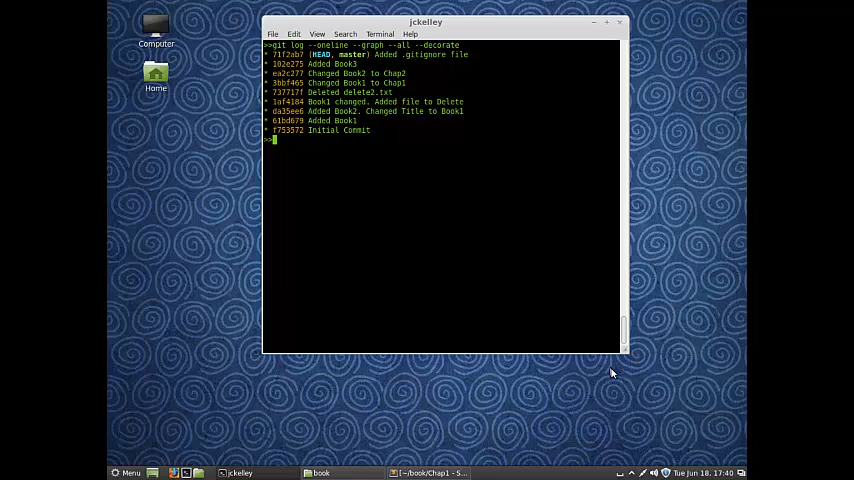 jckelley
File Edit View Search Terminal Help
>>git log --oneline --graph --all --decorate
* 71f2ab7 (HEAD, master) Added .gitignore file
* 102e275 Added Book3
* ea2c277 Changed Book2 to Chap2
* 3bbf465 Changed Book1 to Chap1
* 737717f Deleted delete2.txt
* 1af4184 Book1 changed. Added file to Delete
* da35ee6 Added Book2. Changed Title to Book1
* 61bd679 Added Book1
* f753572 Initial Commit
>>
Computer
Home
Menu jckelley book [~/book/Chap1 - S... Tue Jun 18, 17:40